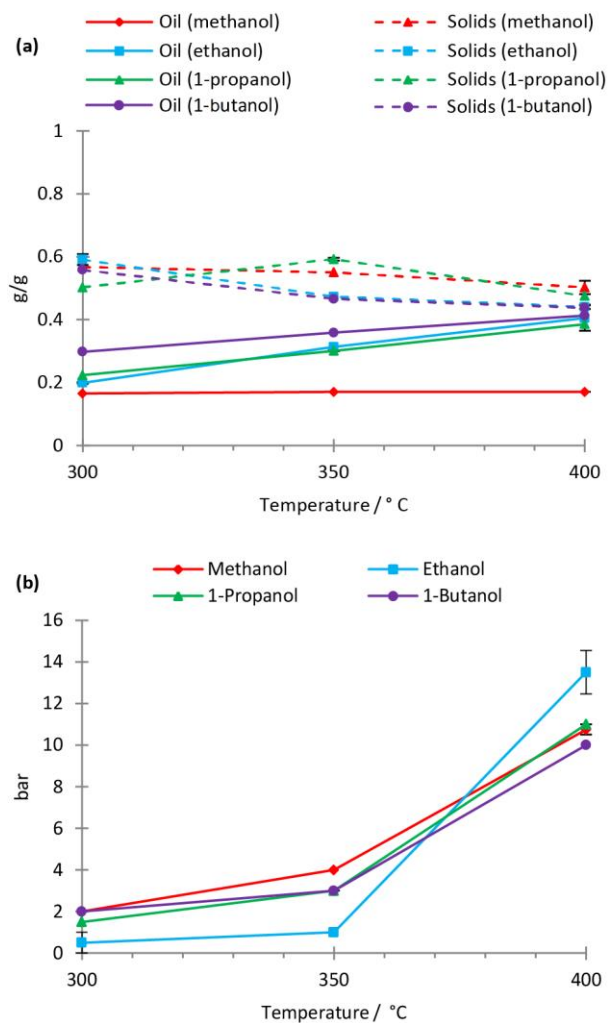 (a)
Oil (methanol) Solids (methanol)
Oil (ethanol) Solids (ethanol)
Oil (1-propanol) Solids (1-propanol)
Oil (1-butanol) Solids (1-butanol)
1
0.8
0.6
0.4
0.2
0
g/g
300 350 400
Temperature / ° C
(b)
Methanol Ethanol
1-Propanol 1-Butanol
16
14
12
10
8
6
4
2
0
bar
300 350 400
Temperature / °C